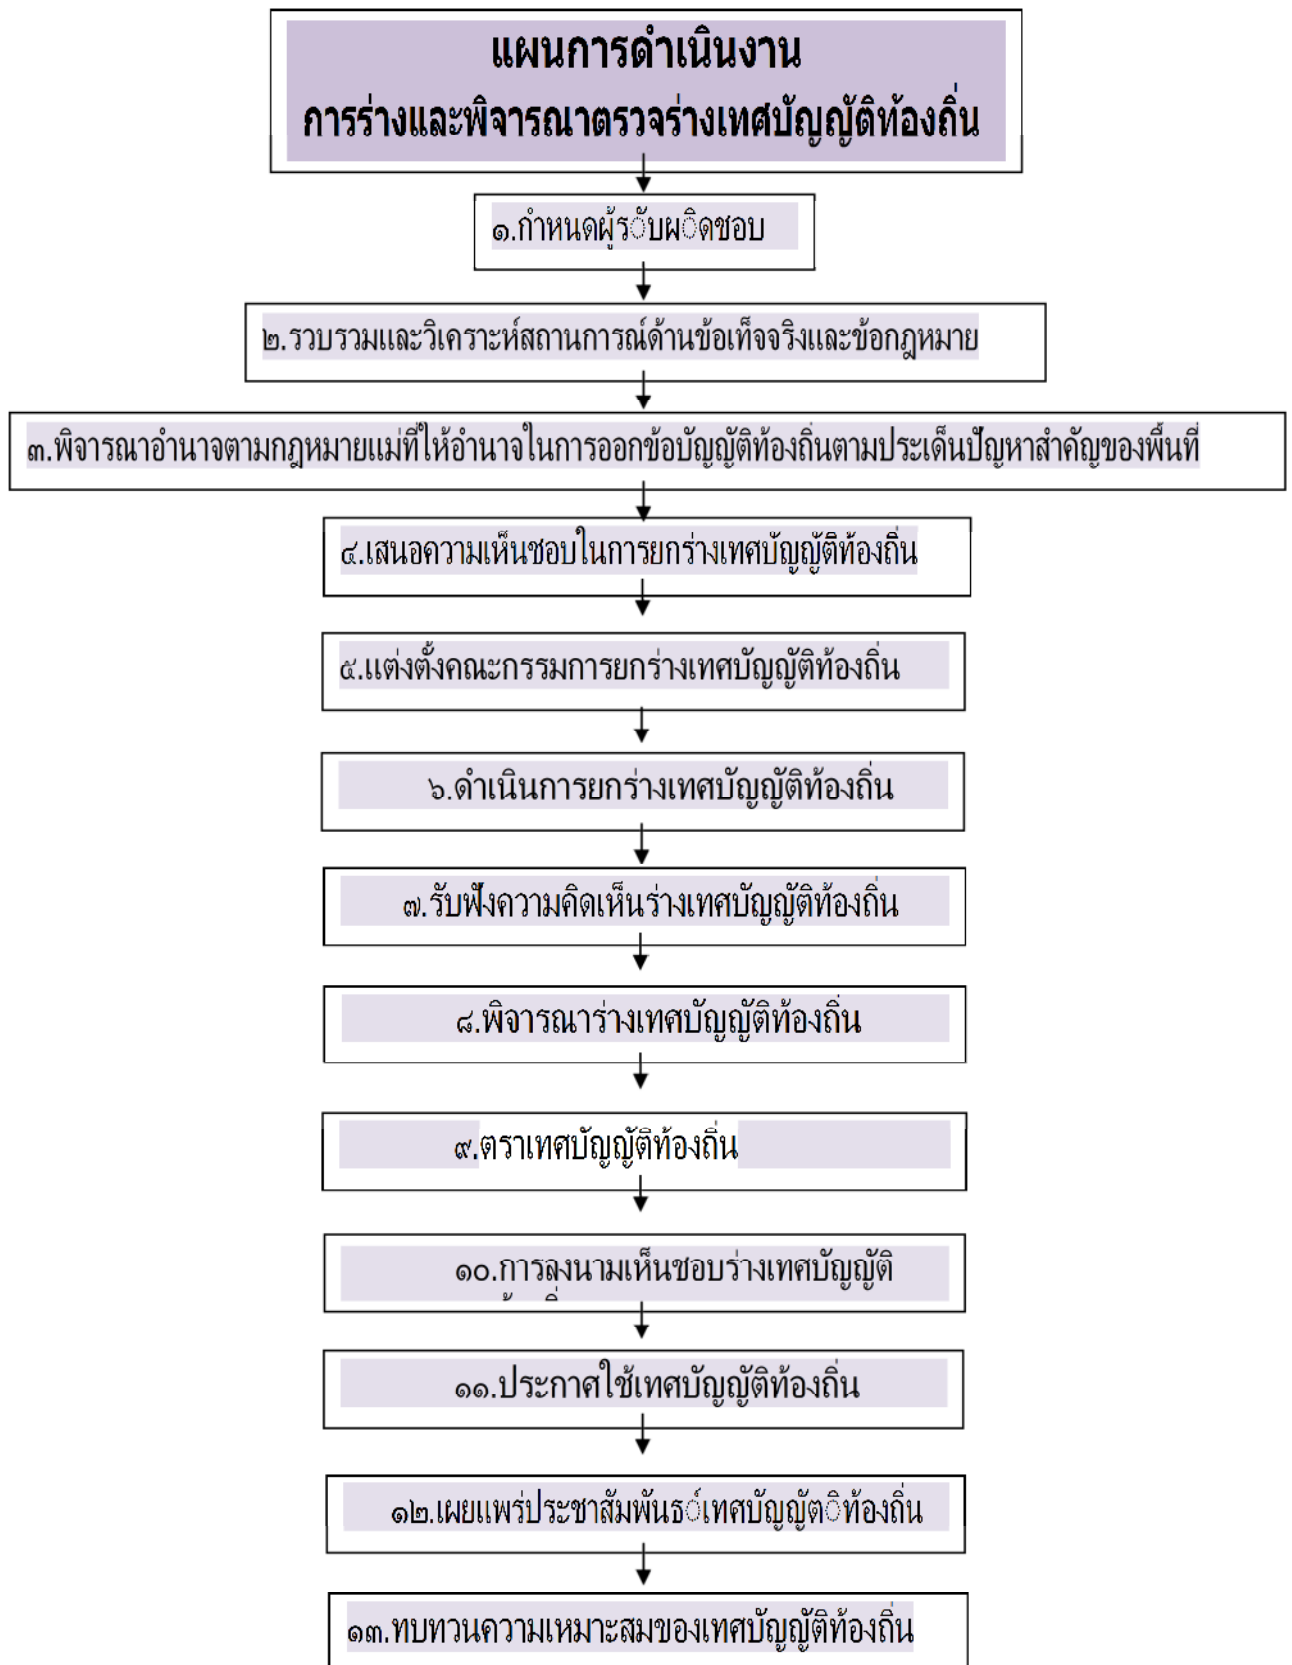 แผนการดำเนินงาน
การร่างและพิจารณาตรวจร่างเทศบัญญัติท้องถิ่น
๑.กำหนดผู้รับผิดชอบ
๒.รวบรวมและวิเคราะห์สถานการณ์ด้านข้อเท็จจริงและข้อกฎหมาย
๓.พิจารณาอำนาจตามกฎหมายแม่ที่ให้อำนาจในการออกข้อบัญญัติท้องถิ่นตามประเด็นปัญหาสำคัญของพื้นที่
๔.เสนอความเห็นชอบในการยกร่างเทศบัญญัติท้องถิ่น
๕.แต่งตั้งคณะกรรมการยกร่างเทศบัญญัติท้องถิ่น
๖.ดำเนินการยกร่างเทศบัญญัติท้องถิ่น
๗.รับฟังความคิดเห็นร่างเทศบัญญัติท้องถิ่น
๘.พิจารณาร่างเทศบัญญัติท้องถิ่น
๙.ตราเทศบัญญัติท้องถิ่น
๑๐.การลงนามเห็นชอบร่างเทศบัญญัติ
๑๑.ประกาศใช้เทศบัญญัติท้องถิ่น
๑๒.เผยแพร่ประชาสัมพันธ์เทศบัญญัติท้องถิ่น
๑๓.ทบทวนความเหมาะสมของเทศบัญญัติท้องถิ่น